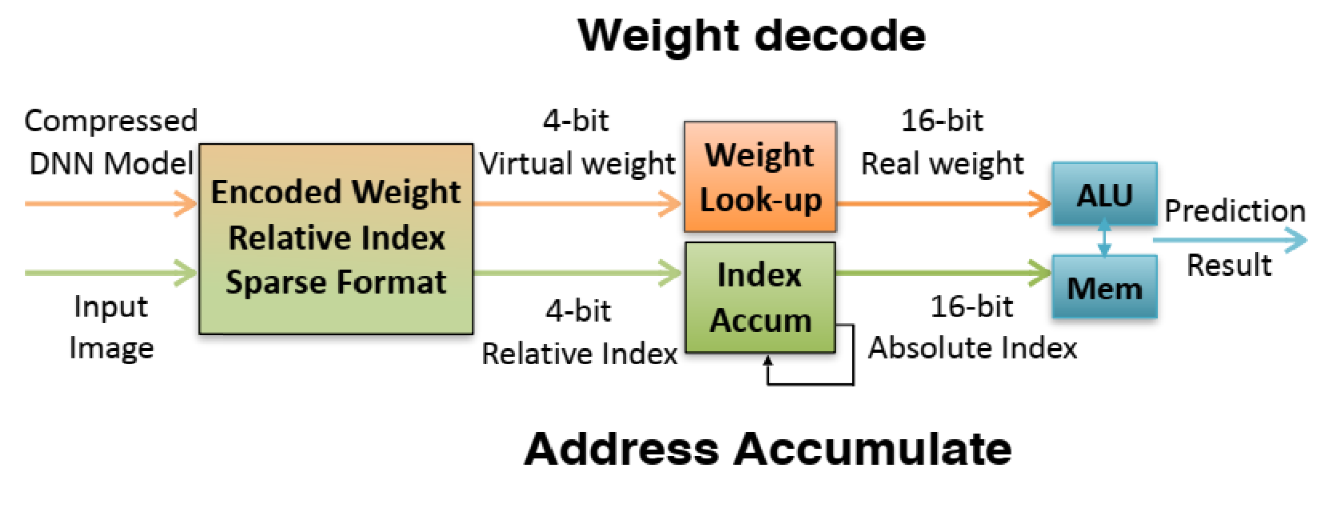 Weight decode
Compressed
DNN Model
4-bit
Virtual weight
Weight
Look-up
16-bit
Real weight
Encoded Weight
Relative Index
Sparse Format
ALU
Prediction
Result
Input
Image
4-bit
Relative Index
Index
Accum
16-bit
Absolute Index
Mem
Address Accumulate